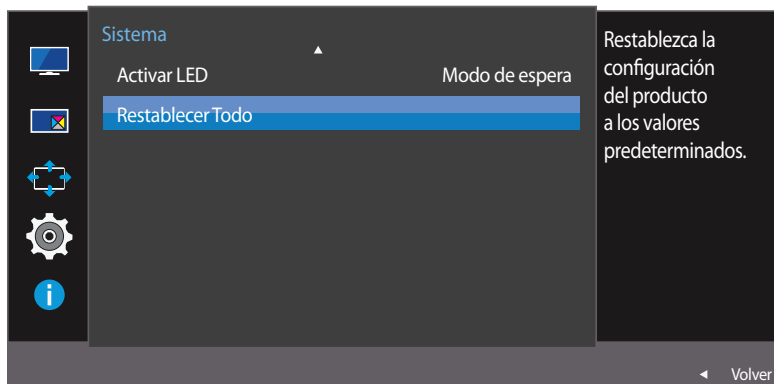 Sistema
Activar LED Modo de espera
Restablecer Todo
Restablezca la
configuración
del producto
a los valores
predeterminados.
Volver